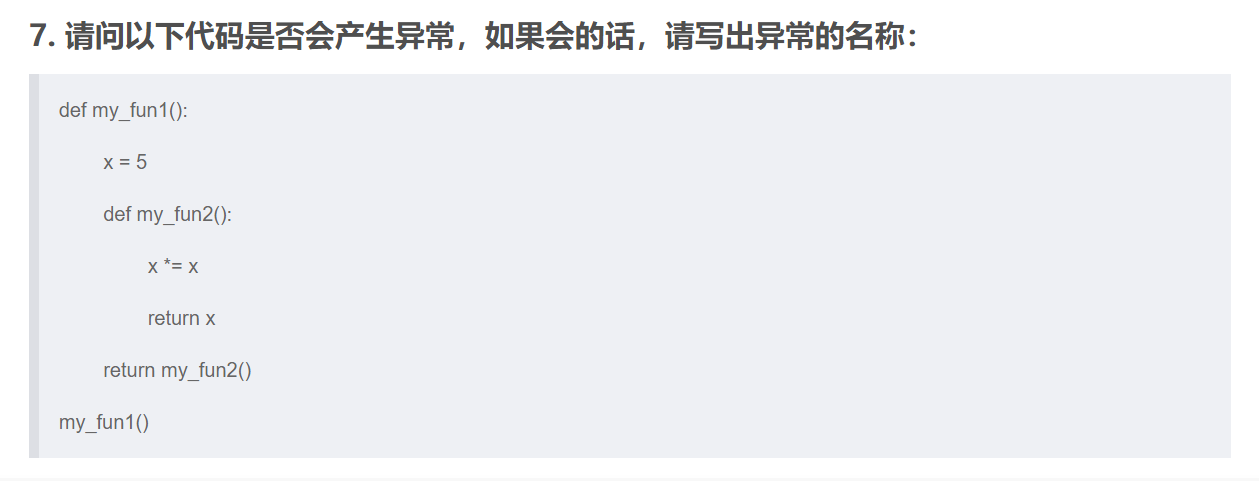 7. 请问以下代码是否会产生异常，如果会的话，请写出异常的名称：
def my_fun1():
x = 5
def my_fun2():
x *= x
return x
return my_fun2()
my_fun1()